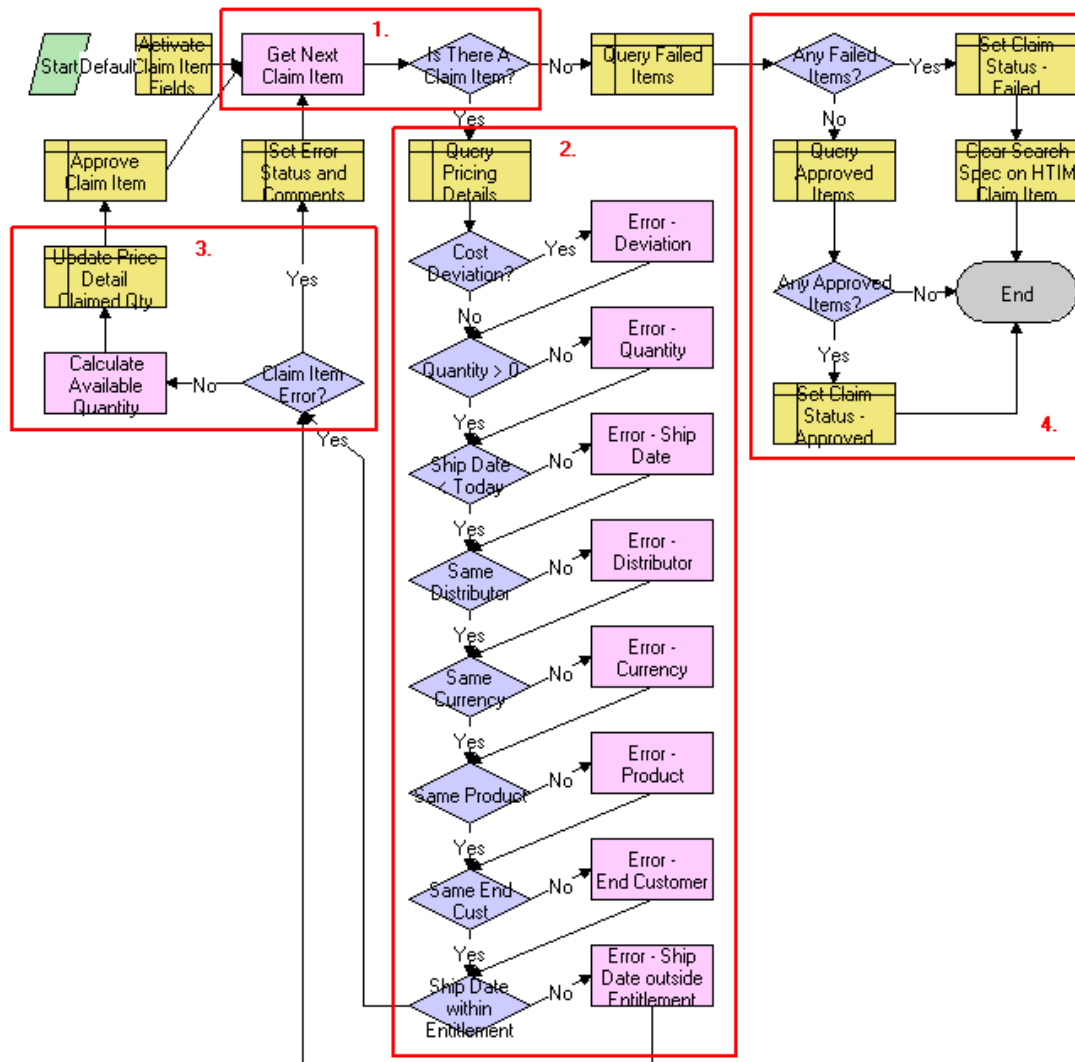 1.
4.
Start
Default
Activate
Claim Item
Fields
Get Next
Claim Item
Is There A
Claim Item?
No
Query Failed
Items
Any Failed
Items?
Yes
Set Claim
Status -
Failed
Yes
No
Approve
Claim Item
Set Error
Status and
Comments
Query
Pricing
Details
2.
Query
Approved
Items
Clear Search
Spec on HTIM
Claim Item
3.
Update Price
Detail
Claimed Qty
Yes
Cost
Deviation?
Yes
Error -
Deviation
No
Any Approved
Items?
No
End
Calculate
Available
Quantity
No
Claim Item
Error?
Yes
Quantity > 0
No
Error -
Quantity
Yes
Set Claim
Status -
Approved
Yes
Ship Date
< Today
No
Error - Ship
Date
Yes
Same
Distributor
No
Error -
Distributor
Yes
Same
Currency
No
Error -
Currency
Yes
Same Product
No
Error -
Product
Yes
Same End
Cust
No
Error -
End Customer
Yes
Ship Date
within
Entitlement
No
Error - Ship
Date outside
Entitlement